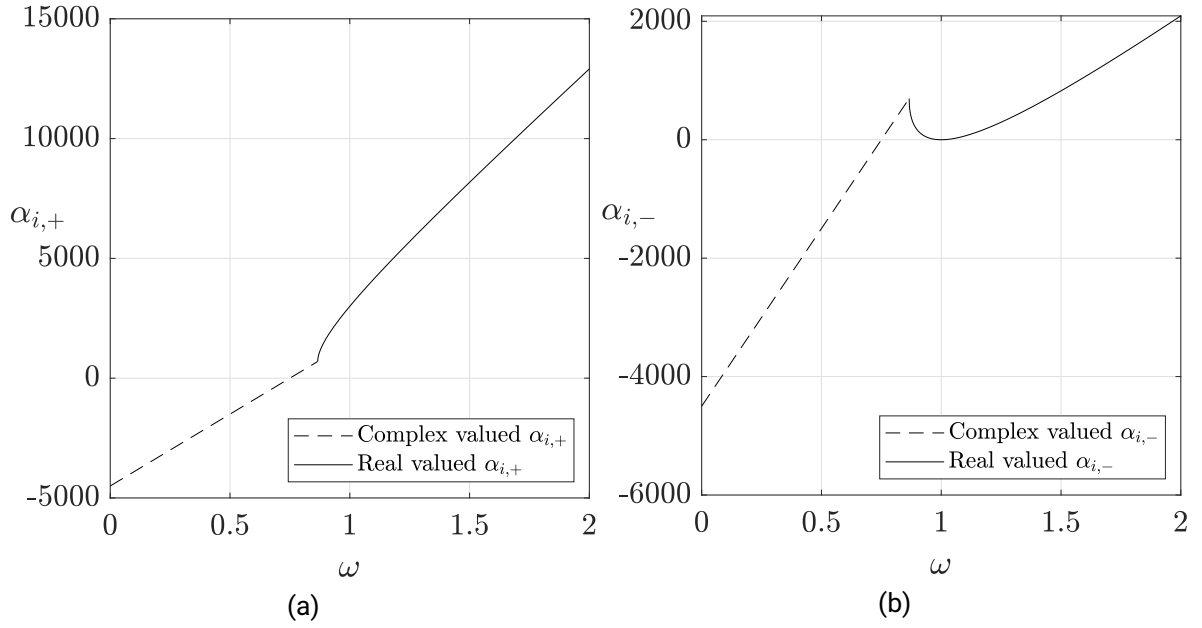 15000
10000
α_{i,+}
5000
0
-5000
0 0.5 1 1.5 2
ω
Complex valued α_{i,+}
Real valued α_{i,+}
(a)
2000
0
α_{i,-}
-2000
-4000
-6000
0 0.5 1 1.5 2
ω
Complex valued α_{i,-}
Real valued α_{i,-}
(b)